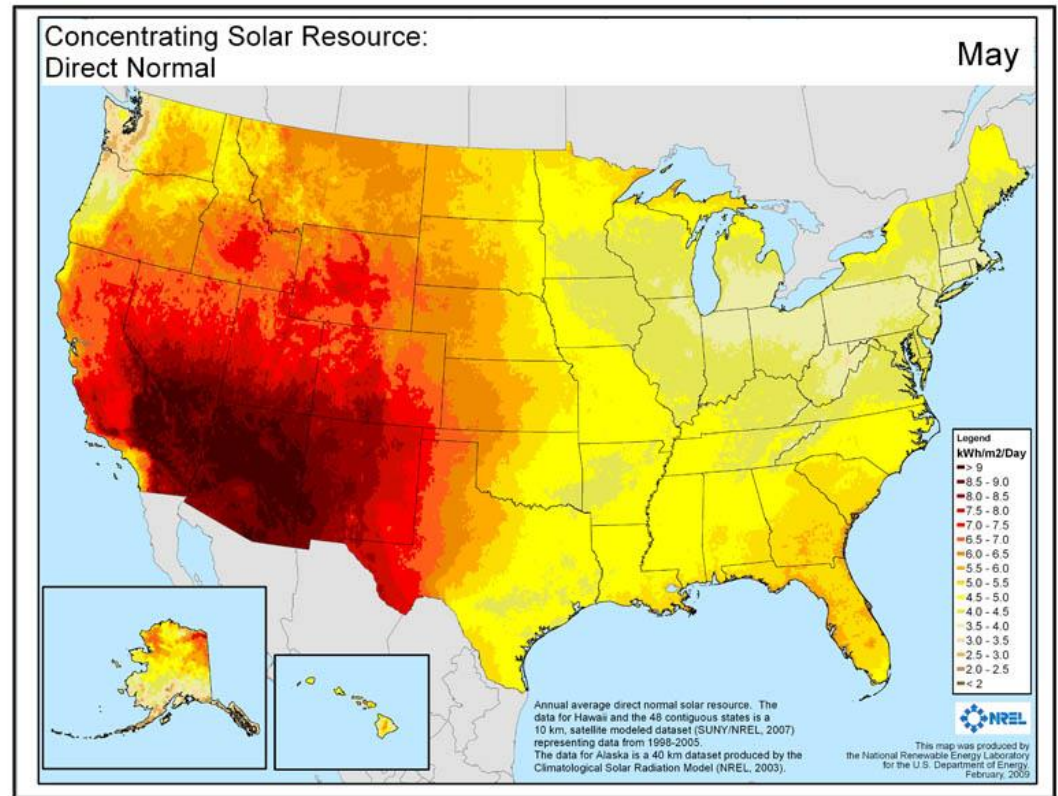 Concentrating Solar Resource:
Direct Normal
May
Legend
kWh/m2/Day
> 9
8.5 - 9.0
8.0 - 8.5
7.5 - 8.0
7.0 - 7.5
6.5 - 7.0
6.0 - 6.5
5.5 - 6.0
5.0 - 5.5
4.5 - 5.0
4.0 - 4.5
3.5 - 4.0
3.0 - 3.5
2.5 - 3.0
2.0 - 2.5
< 2
Annual average direct normal solar resource. The
data for Hawaii and the 48 contiguous states is a
10 km, satellite modeled dataset (SUNY/NREL, 2007)
representing data from 1998-2005.
The data for Alaska is a 40 km dataset produced by the
Climatological Solar Radiation Model (NREL, 2003).
NREL
This map was produced by
the National Renewable Energy Laboratory
for the U.S. Department of Energy.
February, 2009